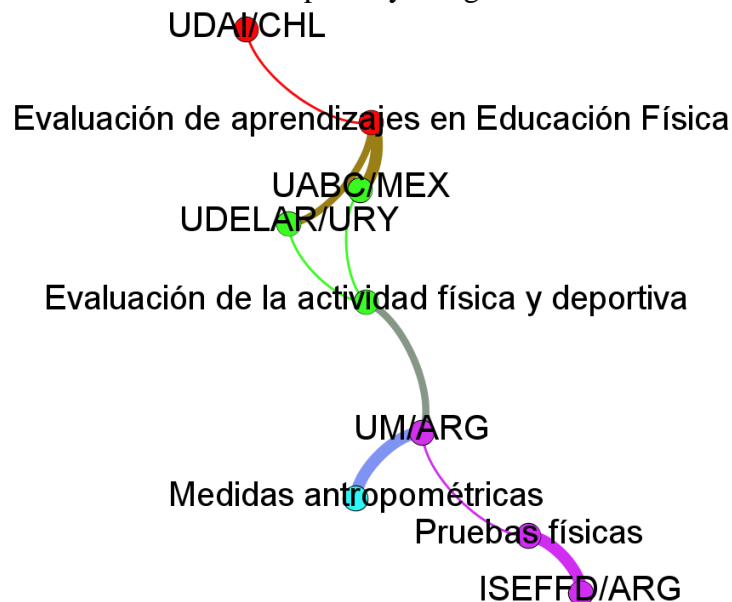 UDAI/CHL
Evaluación de aprendizajes en Educación Física
UABC/MEX
UDELAR/URY
Evaluación de la actividad física y deportiva
UM/ARG
Medidas antropométricas
Pruebas físicas
ISEFFD/ARG